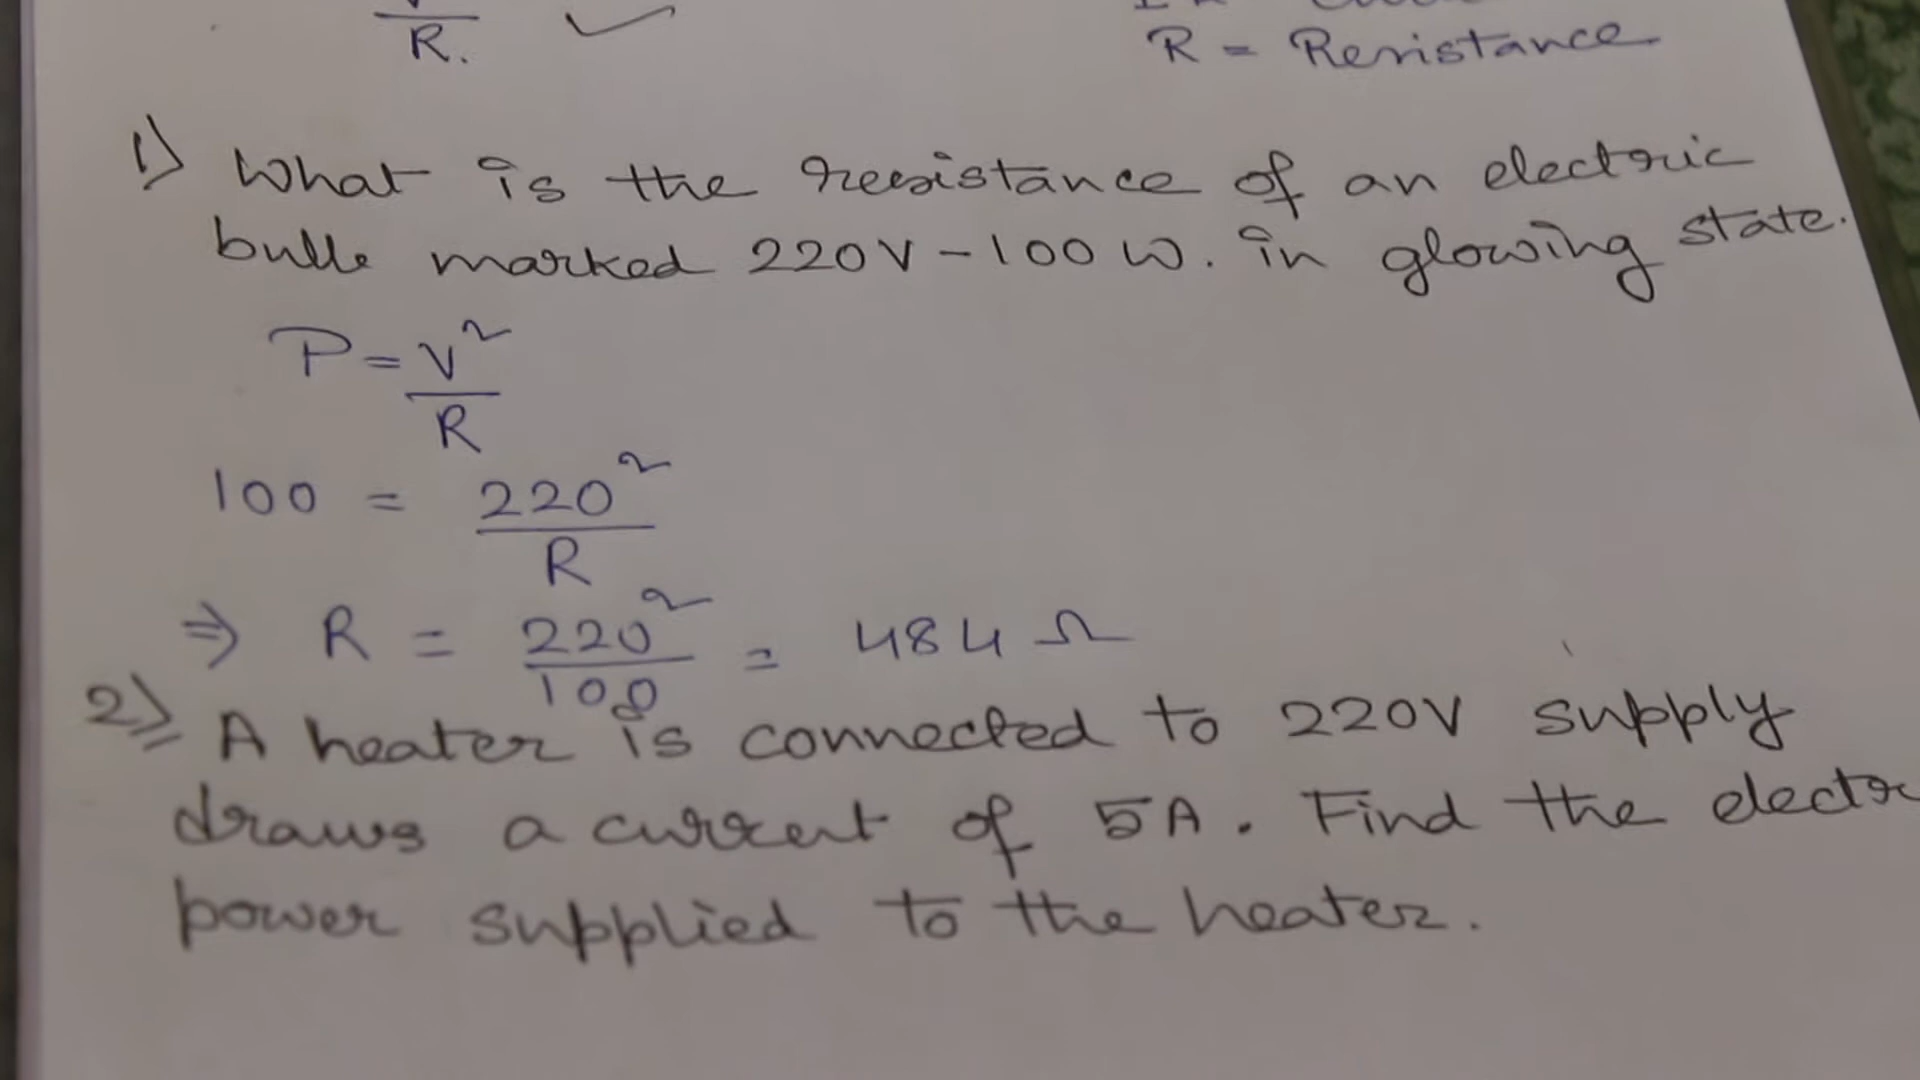 V
R.
R = Resistance
1) What is the resistance of an electric
bulb marked 220V - 100 W. in glowing state.
P = V²
R
100 = 220²
R
⇒ R = 220² = 484 Ω
100
2) A heater is connected to 220V supply
draws a current of 5A. Find the electr
power supplied to the heater.